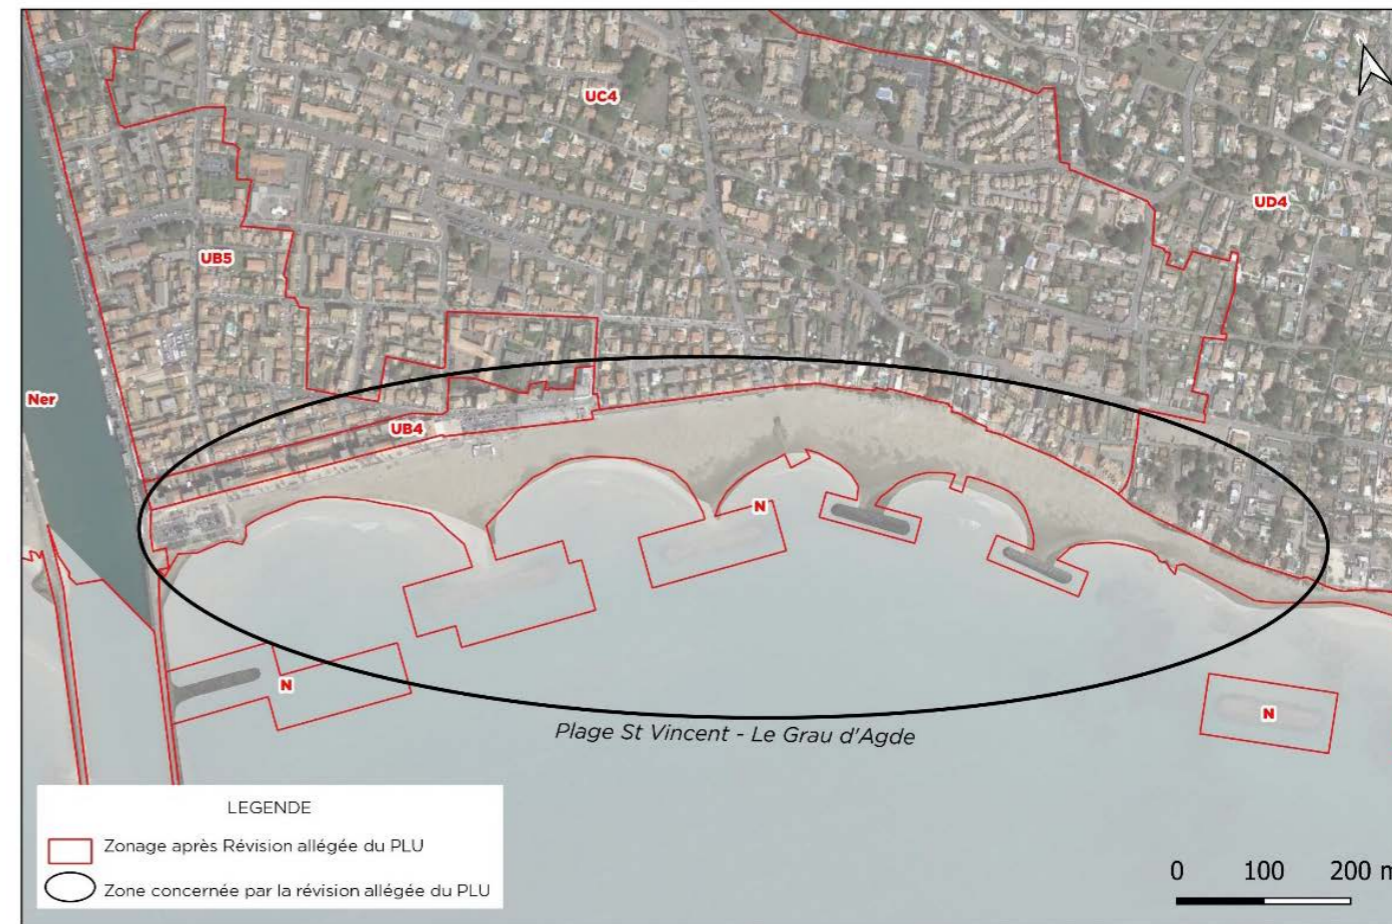 UC4
UD4
UB5
Ner
UB4
N
N
N
Plage St Vincent - Le Grau d'Agde
LEGENDE
Zonage après Révision allégée du PLU
Zone concernée par la révision allégée du PLU
0 100 200 m